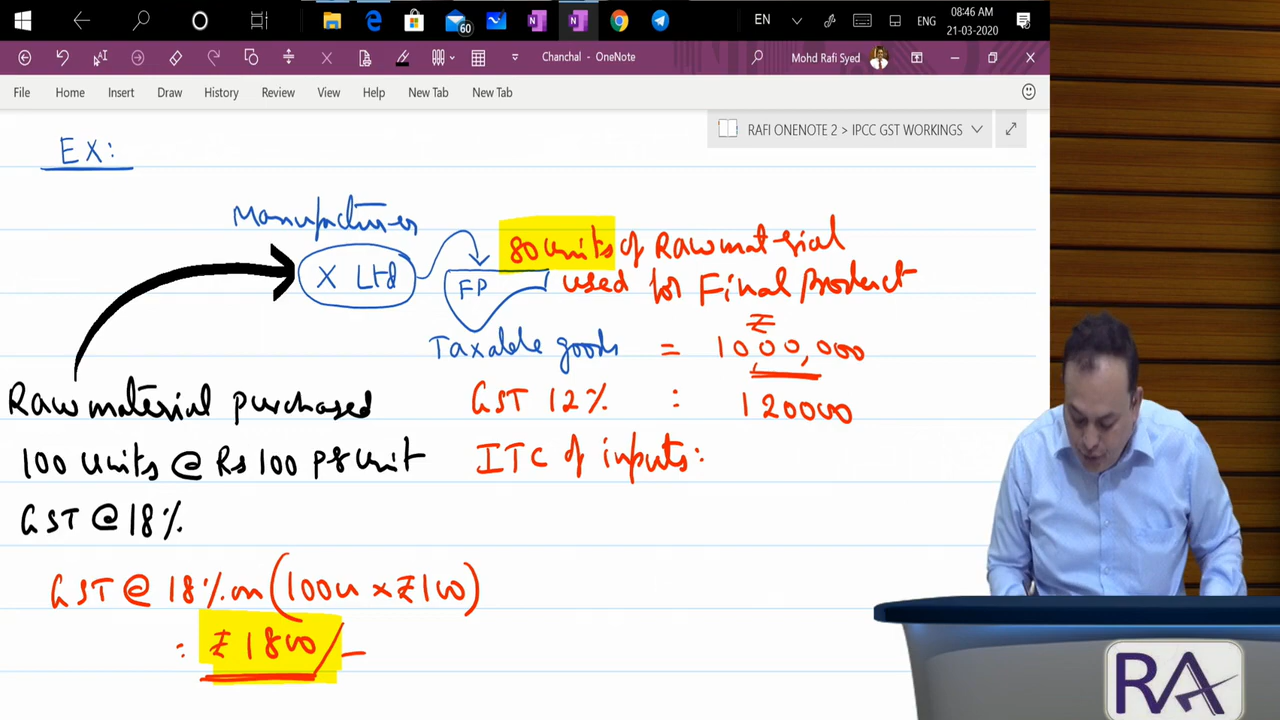 60
EN
ENG
08:46 AM
21-03-2020
Chanchal - OneNote
Mohd Rafi Syed
File Home Insert Draw History Review View Help New Tab New Tab
RAFI ONENOTE 2 > IPCC GST WORKINGS
EX:
Manufacturer
X Ltd
FP
80 units of Raw material
used for Final Product
₹
Taxable goods = 1000,000
GST 12% : 120000
ITC of inputs:
Raw material purchased
100 units @ Rs 100 per unit
GST @ 18%
GST @ 18% on (100u x ₹100)
: ₹1800/-
RA